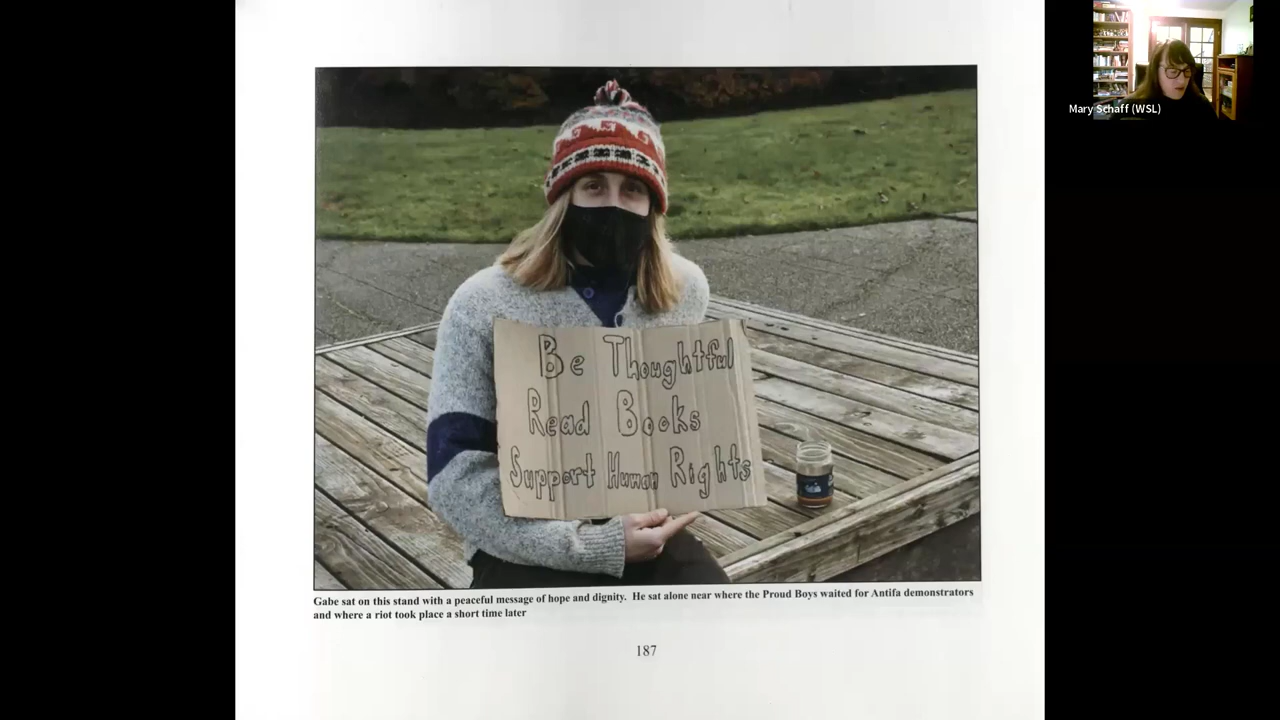 Be Thoughtful
Read Books
Support Human Rights
Gabe sat on this stand with a peaceful message of hope and dignity.  He sat alone near where the Proud Boys waited for Antifa demonstrators
and where a riot took place a short time later
187
Mary Schaff (WSL)